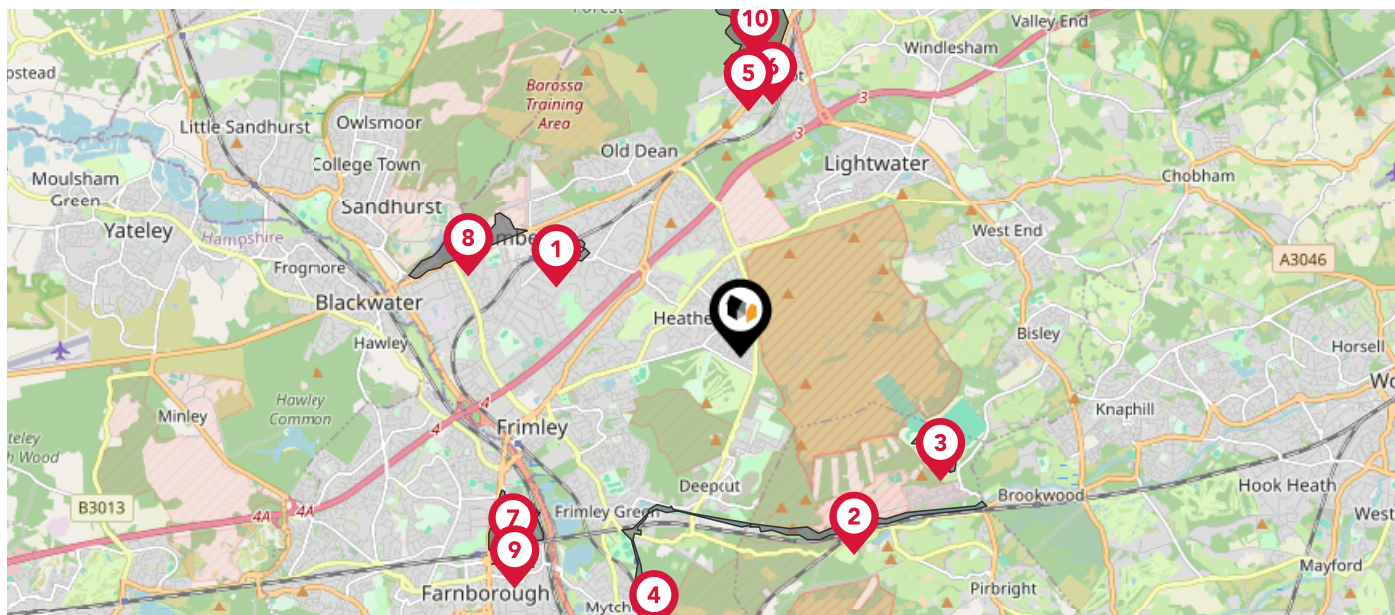 Forest
Valley End
10
Windlesham
5
6
Barossa
Training
Area
3
3
Little Sandhurst
Owlsmoor
College Town
Old Dean
Lightwater
Moulsham
Green
Chobham
Sandhurst
Yateley
Hampshire
8
1
West End
A3046
Frogmore
Blackwater
Hawley
Bisley
Horsell
Minley
Hawley
Common
4
4
Frimley
Knaphill
3
Deepcut
Brookwood
Hook Heath
B3013
4A
4A
7
Frimley Green
2
9
Farnborough
4
Pirbright
Mayford